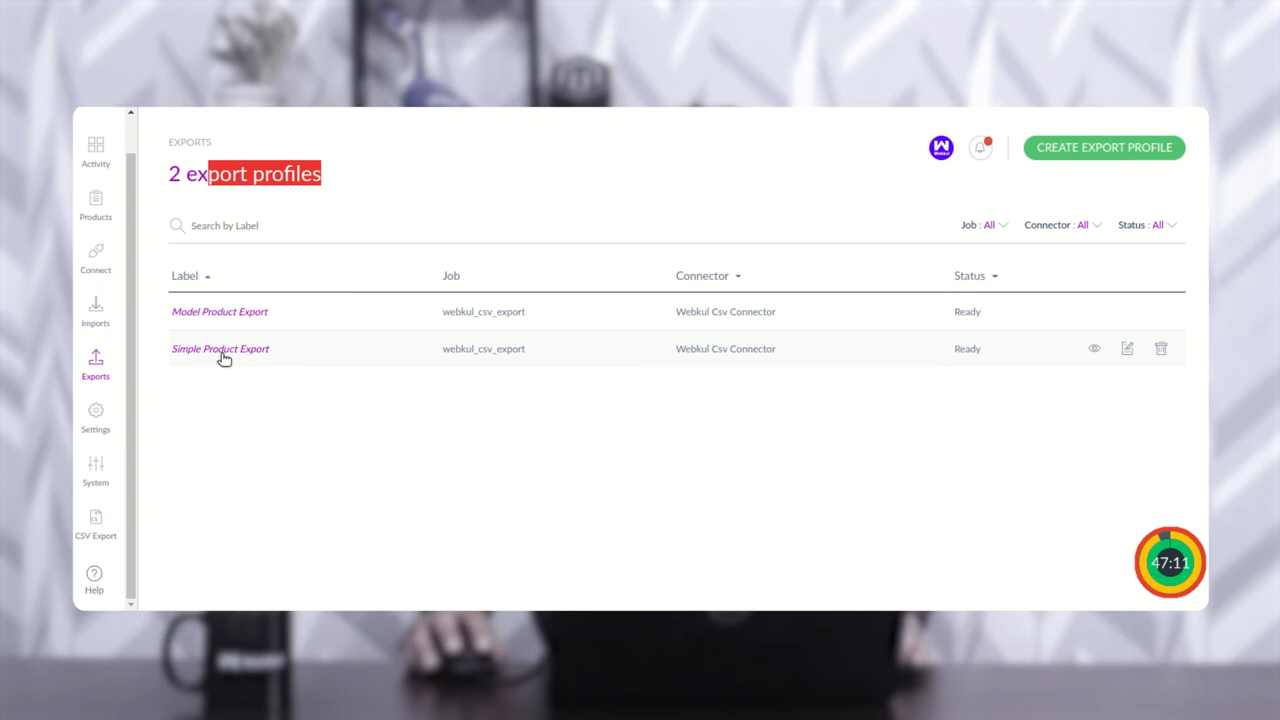 EXPORTS
2 export profiles
Webkul
CREATE EXPORT PROFILE
Search by Label
Job : All
Connector : All
Status : All
Label
Job
Connector
Status
Model Product Export
webkul_csv_export
Webkul Csv Connector
Ready
Simple Product Export
webkul_csv_export
Webkul Csv Connector
Ready
Activity
Products
Connect
Imports
Exports
Settings
System
CSV Export
Help
47:11